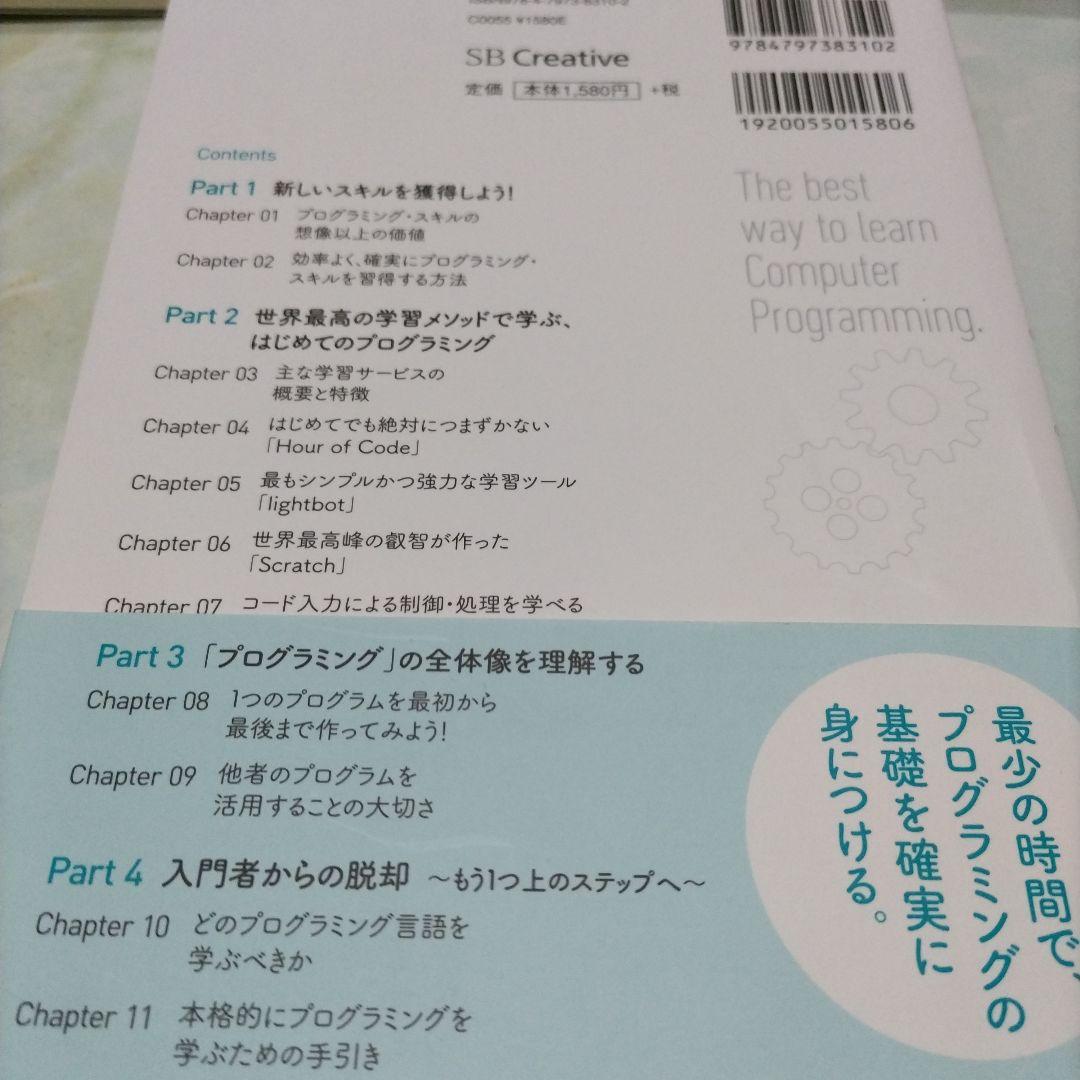 ISBN978-4-7973-8310-2
C0055 ¥1580E
SB Creative
定価 本体1,580円 +税
9784797383102
1920055015806
Contents
Part 1 新しいスキルを獲得しよう!
Chapter 01 プログラミング・スキルの
想像以上の価値
Chapter 02 効率よく、確実にプログラミング・
スキルを習得する方法
Part 2 世界最高の学習メソッドで学ぶ、
はじめてのプログラミング
Chapter 03 主な学習サービスの
概要と特徴
Chapter 04 はじめてでも絶対につまずかない
「Hour of Code」
Chapter 05 最もシンプルかつ強力な学習ツール
「lightbot」
Chapter 06 世界最高峰の叡智が作った
「Scratch」
Chapter 07 コード入力による制御・処理を学べる
Part 3 「プログラミング」の全体像を理解する
Chapter 08 1つのプログラムを最初から
最後まで作ってみよう!
Chapter 09 他者のプログラムを
活用することの大切さ
Part 4 入門者からの脱却 ~もう1つ上のステップへ~
Chapter 10 どのプログラミング言語を
学ぶべきか
Chapter 11 本格的にプログラミングを
学ぶための手引き
The best
way to learn
Computer
Programming.
最少の時間で、
プログラミングの
基礎を確実に
身につける。